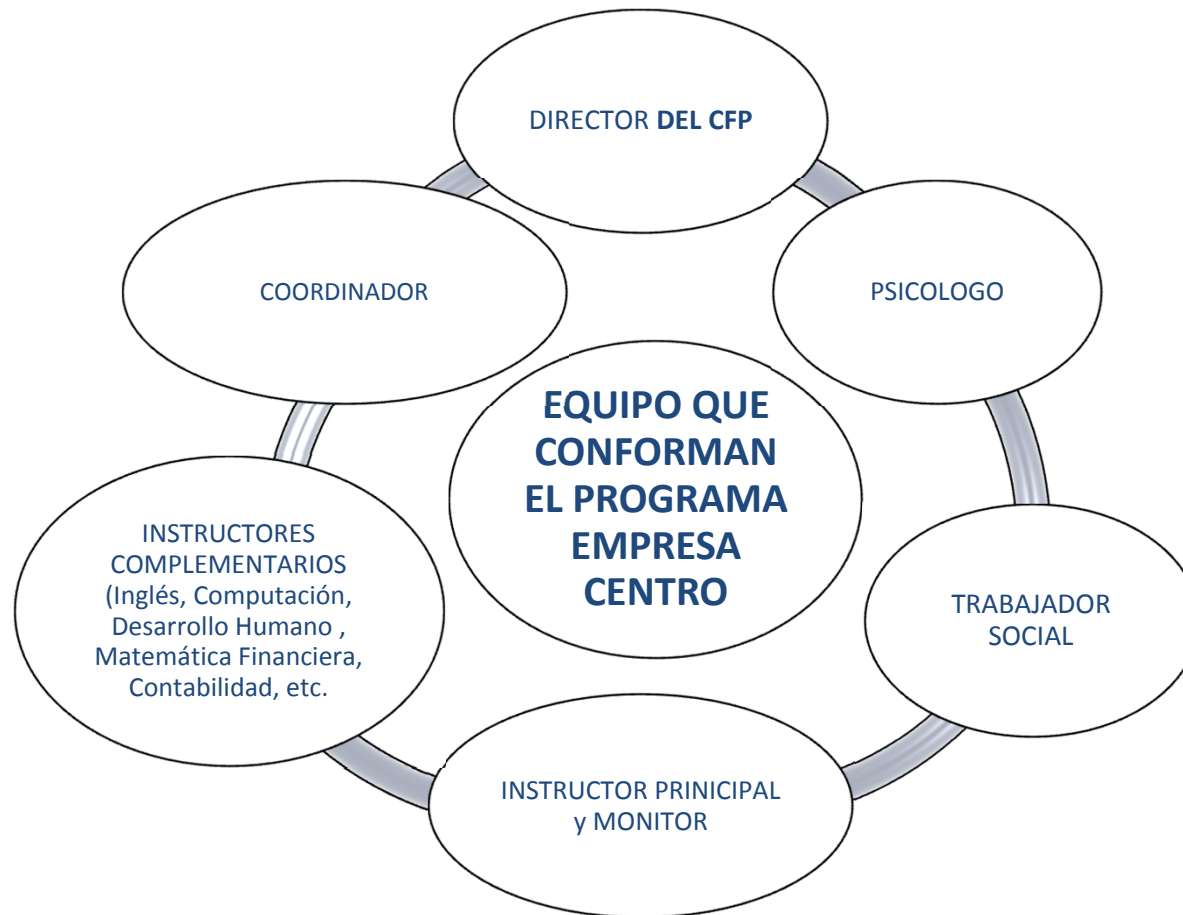 DIRECTOR DEL CFP
COORDINADOR
PSICOLOGO
EQUIPO QUE
CONFORMAN
EL PROGRAMA
EMPRESA
CENTRO
INSTRUCTORES
COMPLEMENTARIOS
(Inglés, Computación,
Desarrollo Humano ,
Matemática Financiera,
Contabilidad, etc.
TRABAJADOR
SOCIAL
INSTRUCTOR PRINICIPAL
y MONITOR